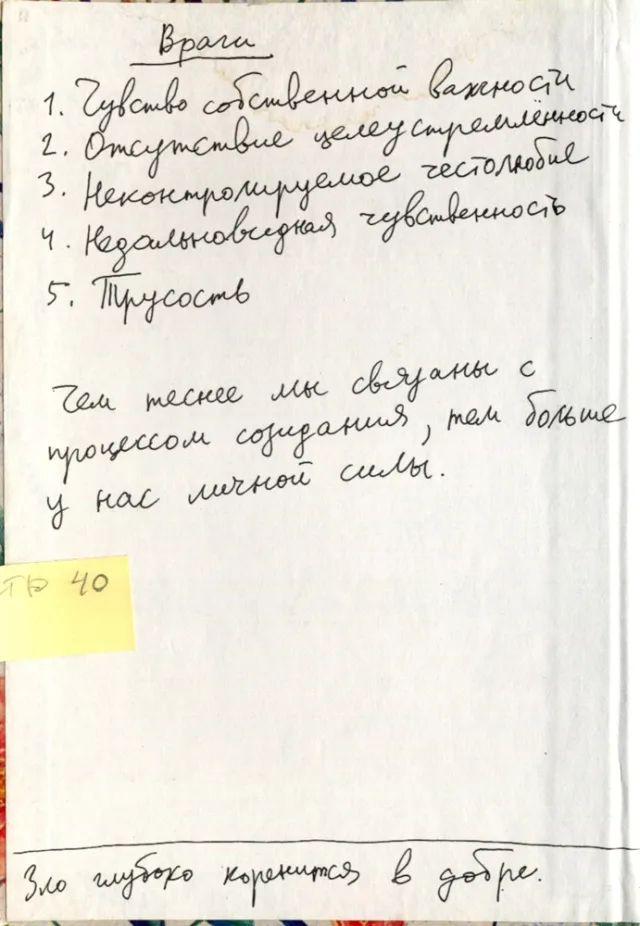 Враги
1. Чувство собственной важности
2. Отсутствие целеустремлённости
3. Неконтролируемое честолюбие
4. Недальновидная чувственность
5. Трусость
Чем теснее мы связаны с
процессом созидания, тем больше
у нас личной силы.
40
Зло глубоко коренится в добре.